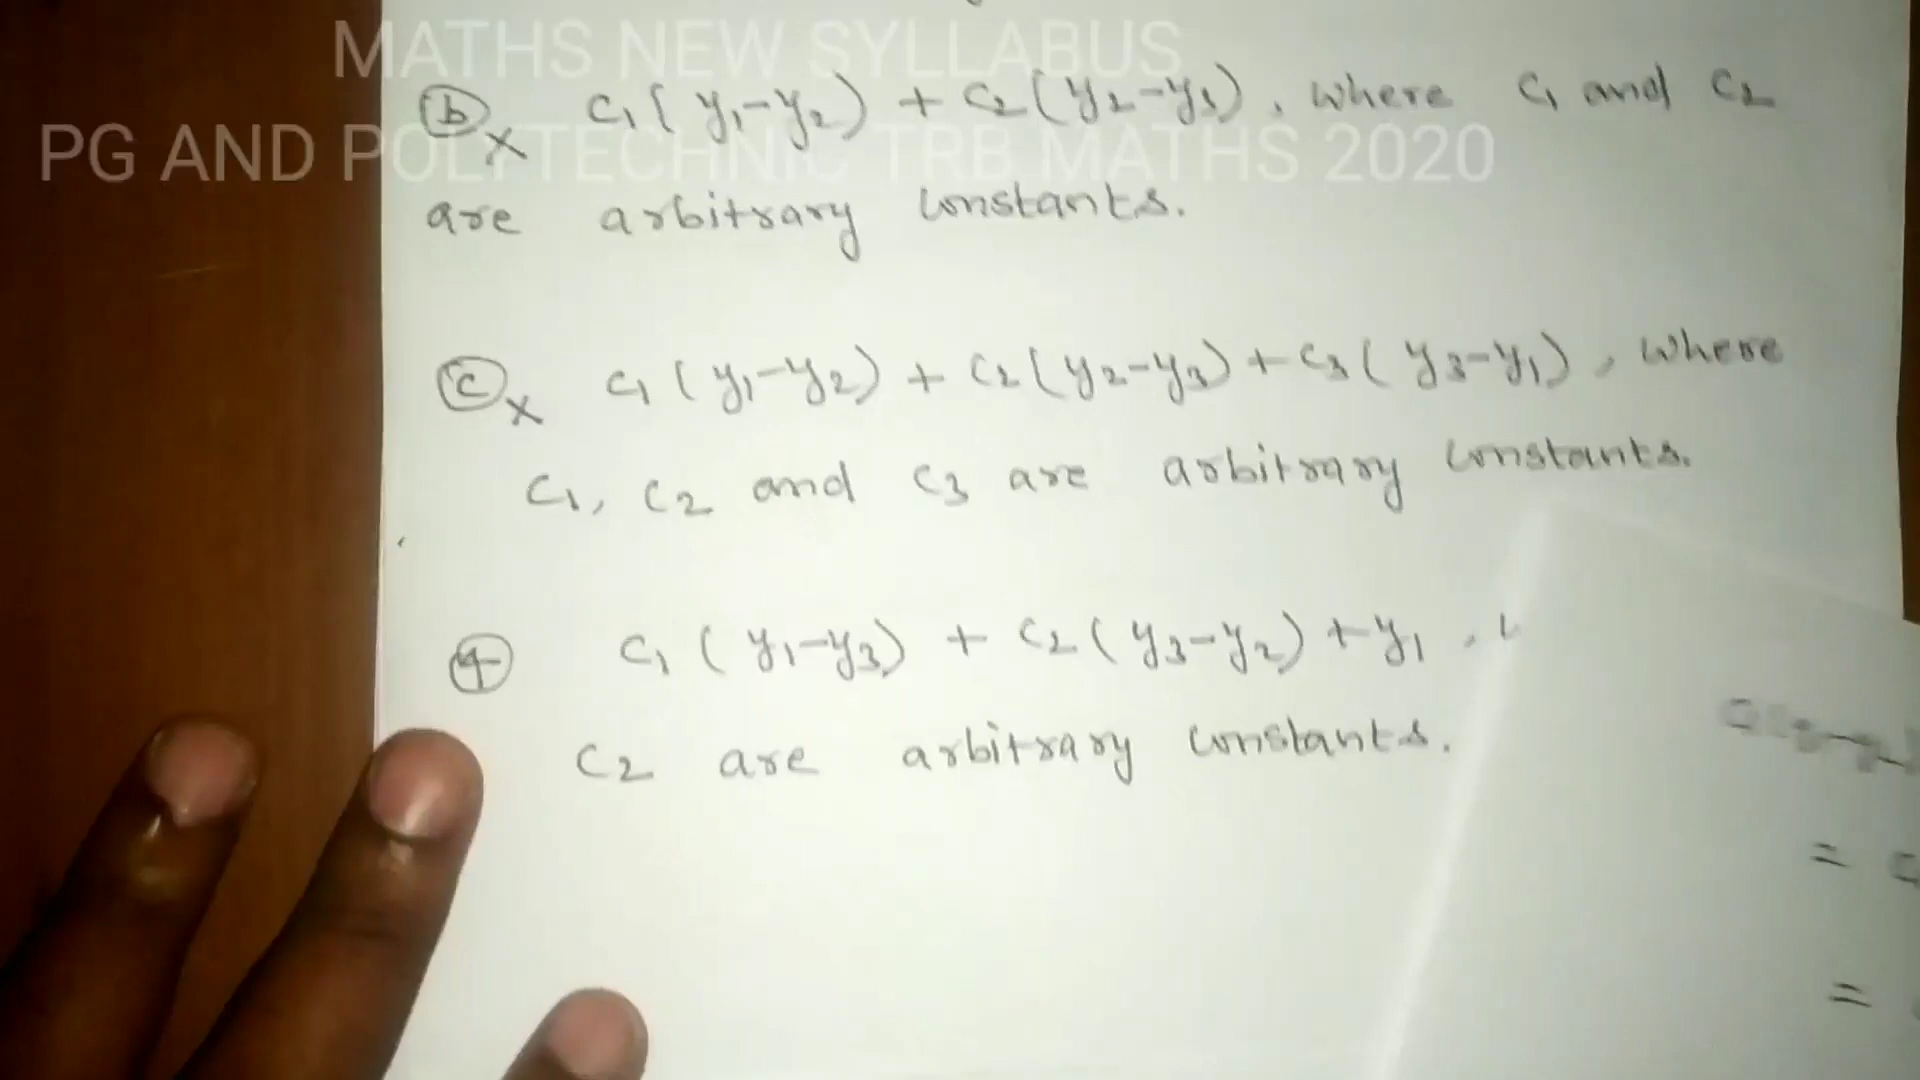 MATHS NEW SYLLABUS
PG AND POLYTECHNIC TRB MATHS 2020
(b) x c₁(y₁-y₂) + c₂(y₂-y₃), where c₁ and c₂
are arbitrary constants.
(c) x c₁(y₁-y₂) + c₂(y₂-y₃) + c₃(y₃-y₁), where
c₁, c₂ and c₃ are arbitrary constants.
c₁(y₁-y₃) + c₂(y₃-y₂) + y₁,
c₂ are arbitrary constants.
=
=